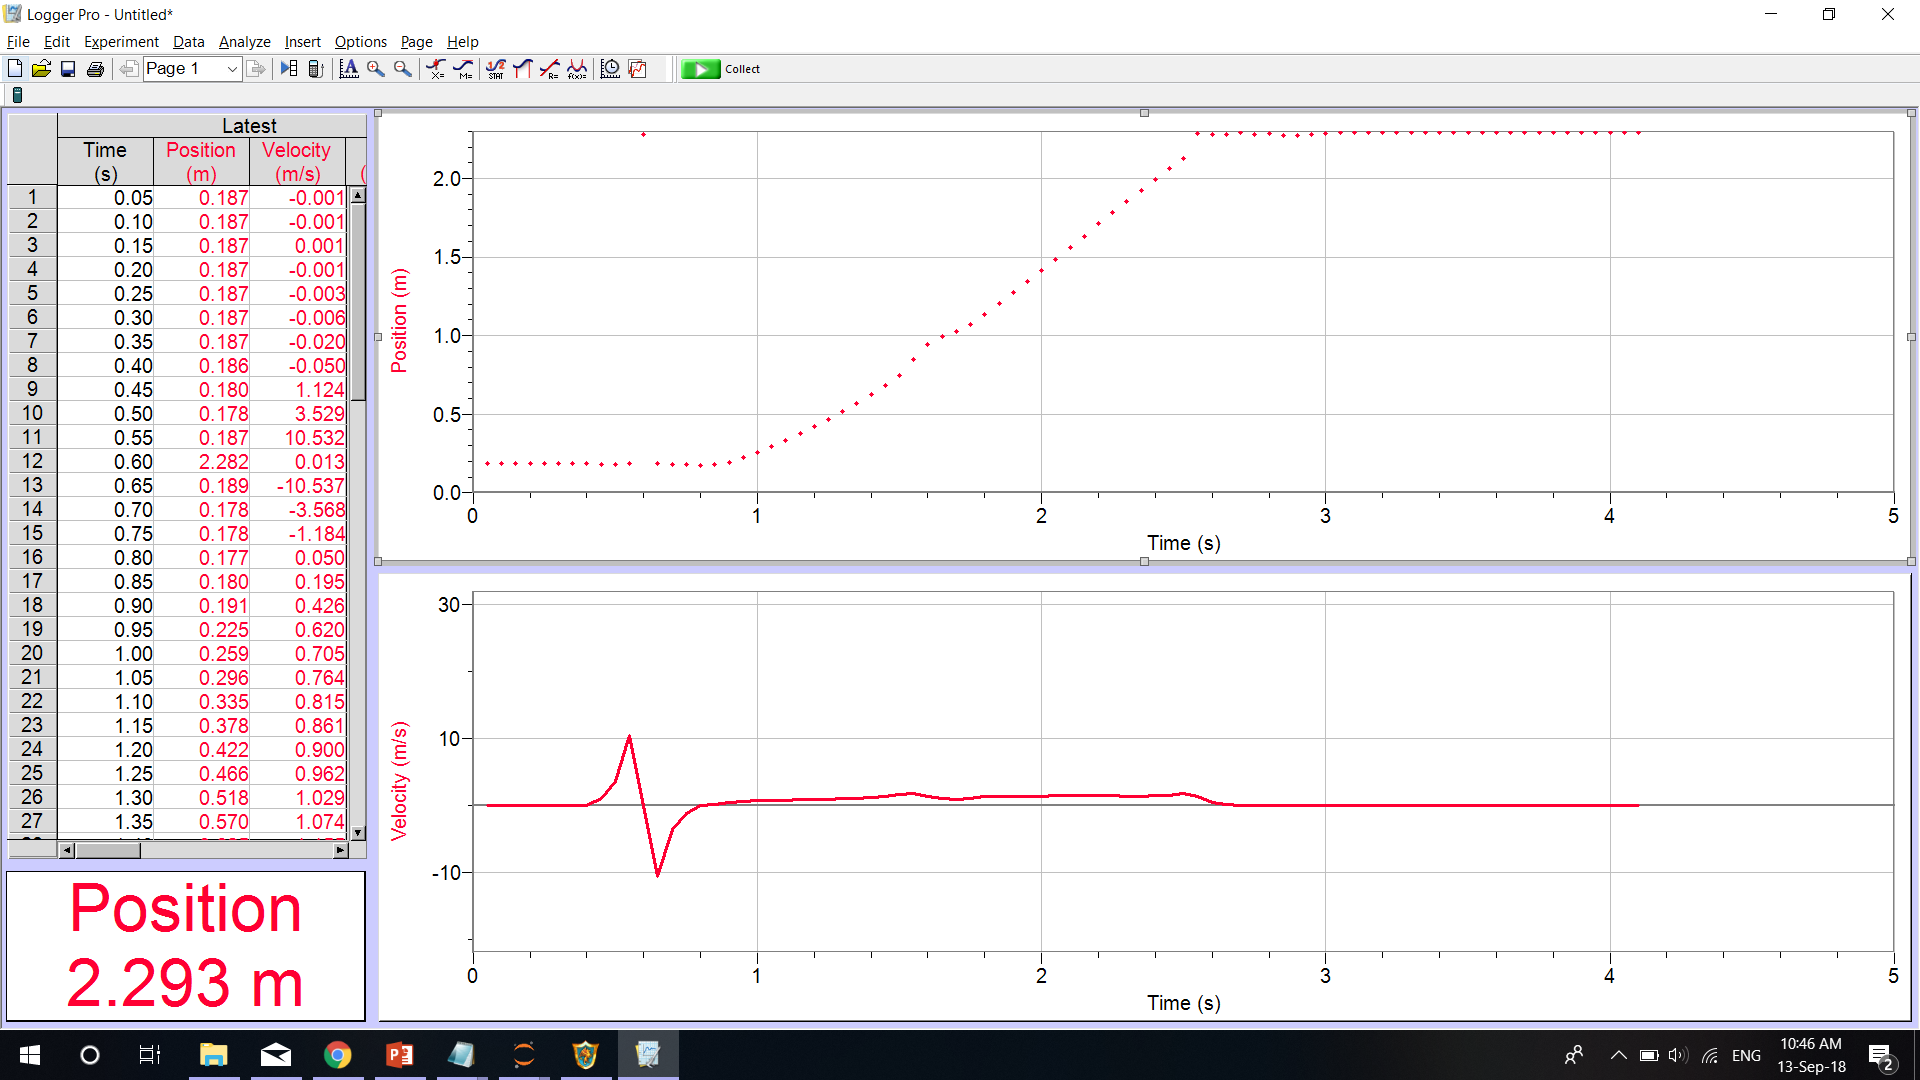 Logger Pro - Untitled*
File Edit Experiment Data Analyze Insert Options Page Help
Page 1
Collect
Latest
Time Position Velocity
(s) (m) (m/s) (
1 0.05 0.187 -0.001
2 0.10 0.187 -0.001
3 0.15 0.187 0.001
4 0.20 0.187 -0.001
5 0.25 0.187 -0.003
6 0.30 0.187 -0.006
7 0.35 0.187 -0.020
8 0.40 0.186 -0.050
9 0.45 0.180 1.124
10 0.50 0.178 3.529
11 0.55 0.187 10.532
12 0.60 2.282 0.013
13 0.65 0.189 -10.537
14 0.70 0.178 -3.568
15 0.75 0.178 -1.184
16 0.80 0.177 0.050
17 0.85 0.180 0.195
18 0.90 0.191 0.426
19 0.95 0.225 0.620
20 1.00 0.259 0.705
21 1.05 0.296 0.764
22 1.10 0.335 0.815
23 1.15 0.378 0.861
24 1.20 0.422 0.900
25 1.25 0.466 0.962
26 1.30 0.518 1.029
27 1.35 0.570 1.074
Position
2.293 m
Position (m)
2.0
1.5
1.0
0.5
0.0
0 1 2 3 4 5
Time (s)
Velocity (m/s)
30
10
-10
0 1 2 3 4 5
Time (s)
ENG
10:46 AM
13-Sep-18
2